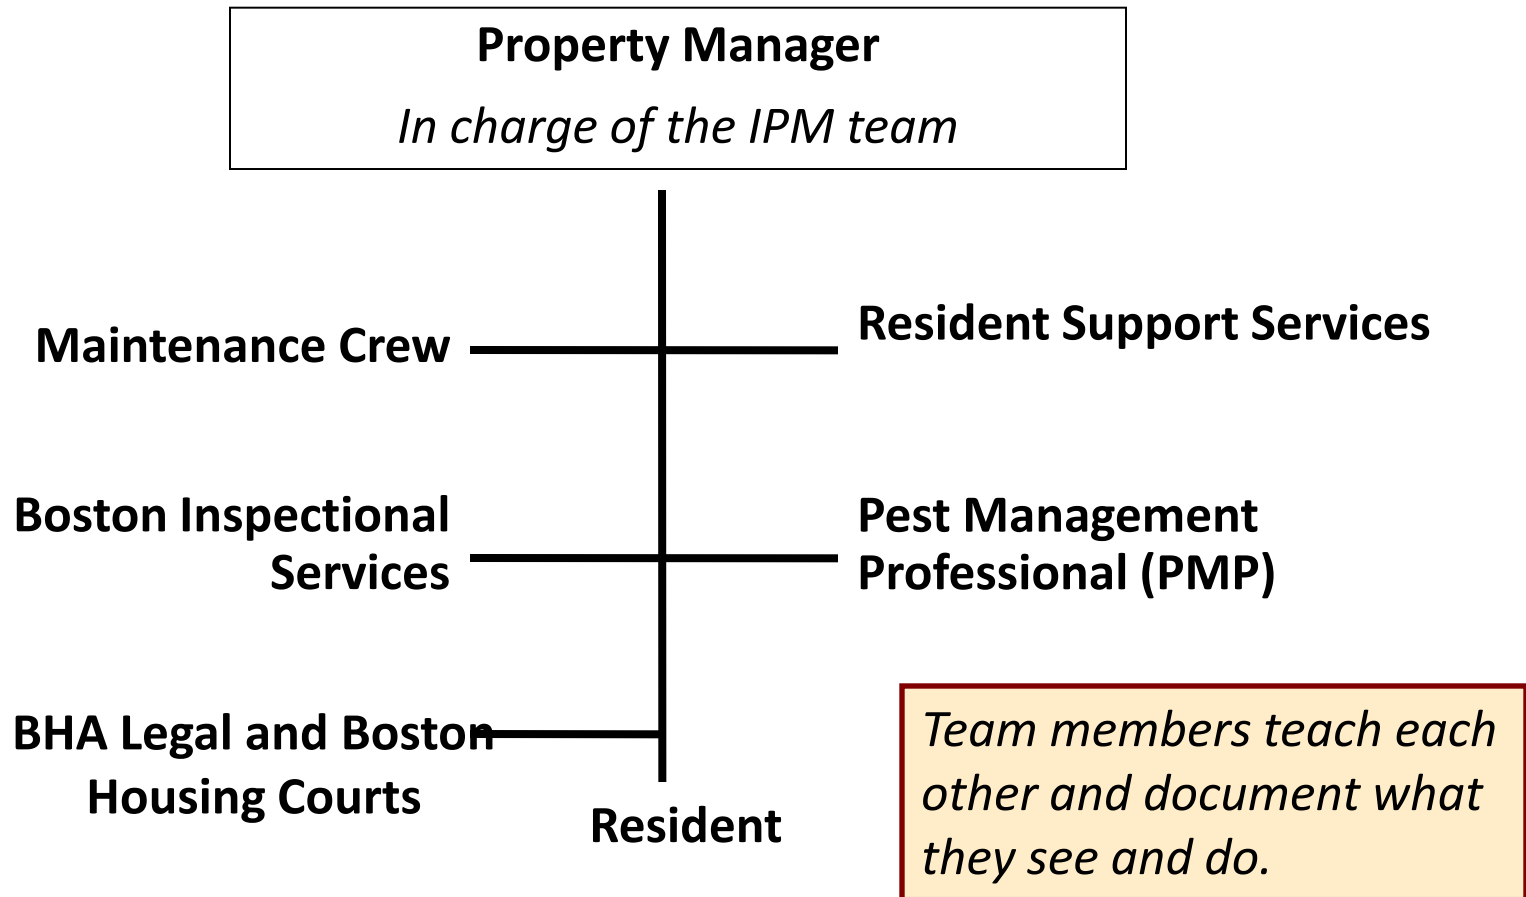 Property Manager
In charge of the IPM team
Maintenance Crew
Resident Support Services
Boston Inspectional
Services
Pest Management
Professional (PMP)
BHA Legal and Boston
Housing Courts
Resident
Team members teach each
other and document what
they see and do.